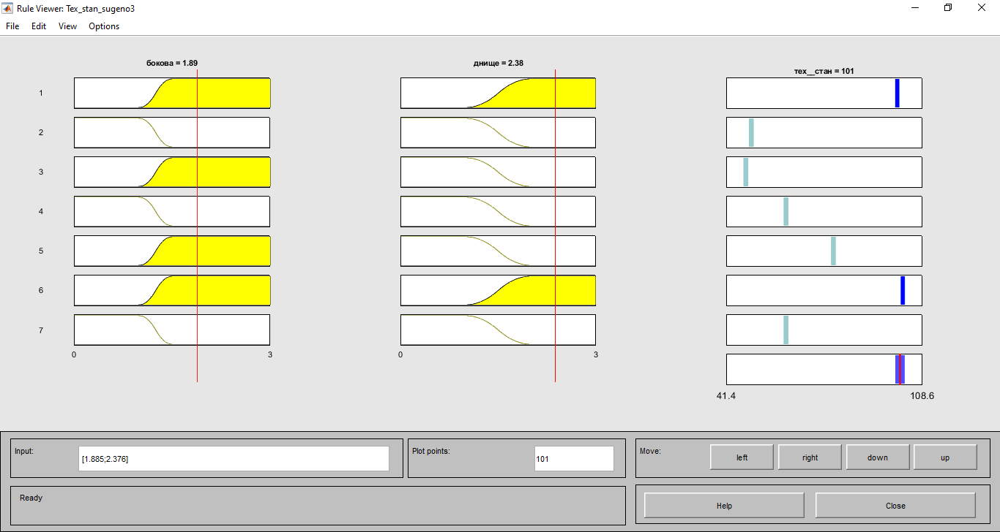 Rule Viewer: Tex_stan_sugeno3
File Edit View Options
бокова = 1.89 днище = 2.38 тех__стан = 101
1
2
3
4
5
6
7
0 3 0 3
41.4 108.6
Input: [1.885;2.376] Plot points: 101 Move: left right down up
Ready Help Close